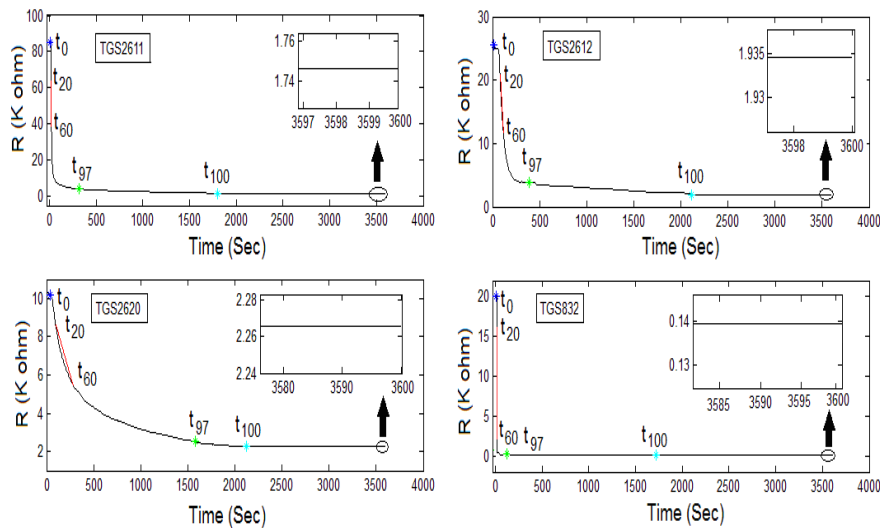 TGS2611
R (K ohm)
100
80
60
40
20
0
t0
t20
t60
t97
t100
1.76
1.74
3597 3598 3599 3600
0 500 1000 1500 2000 2500 3000 3500 4000
Time (Sec)
TGS2612
R (K ohm)
30
20
10
0
t0
t20
t60
t97
t100
1.935
1.93
3598 3600
0 500 1000 1500 2000 2500 3000 3500 4000
Time (Sec)
TGS2620
R (K ohm)
10
8
6
4
2
t0
t20
t60
t97
t100
2.28
2.26
2.24
3580 3590 3600
0 500 1000 1500 2000 2500 3000 3500 4000
Time (Sec)
TGS832
R (K ohm)
20
15
10
5
0
t0
t20
t60
t97
t100
0.14
0.13
3585 3590 3595 3600
0 500 1000 1500 2000 2500 3000 3500 4000
Time (Sec)